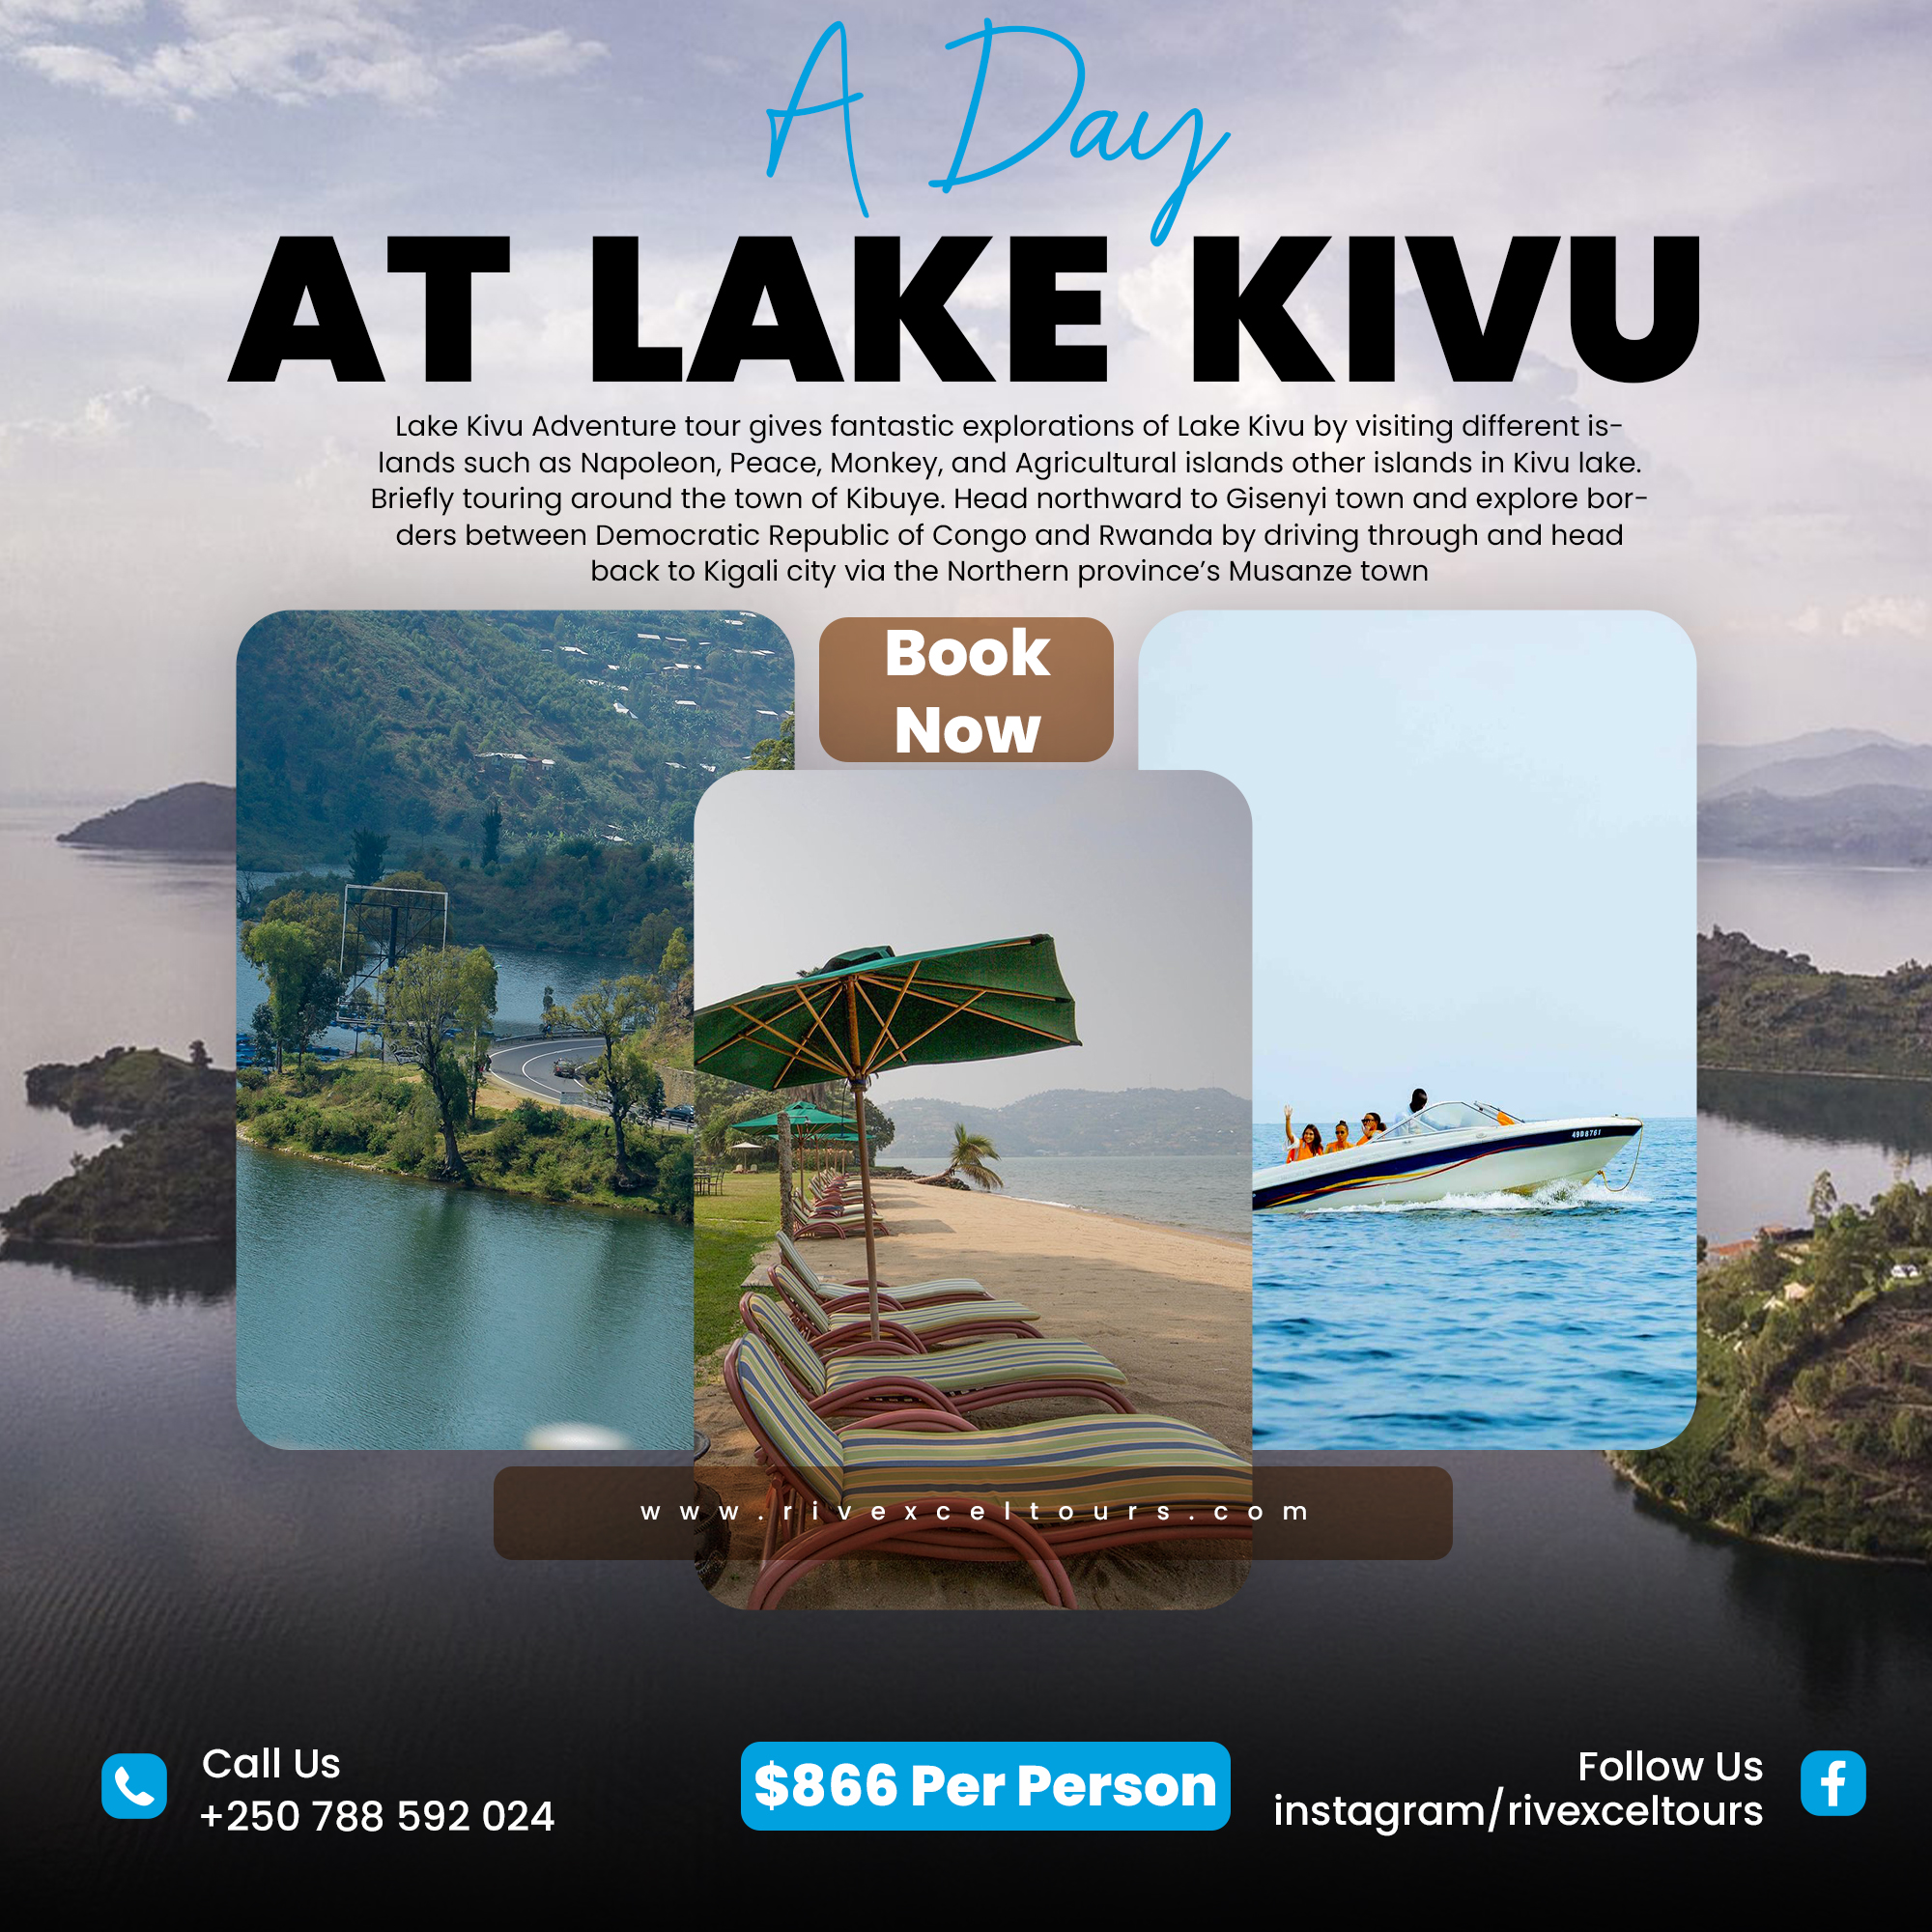 A Day
AT LAKE KIVU
Lake Kivu Adventure tour gives fantastic explorations of Lake Kivu by visiting different is-
lands such as Napoleon, Peace, Monkey, and Agricultural islands other islands in Kivu lake.
Briefly touring around the town of Kibuye. Head northward to Gisenyi town and explore bor-
ders between Democratic Republic of Congo and Rwanda by driving through and head
back to Kigali city via the Northern province's Musanze town
Book
Now
49D8761
www.rivexceltours.com
Call Us
+250 788 592 024
$866 Per Person
Follow Us
instagram/rivexceltours